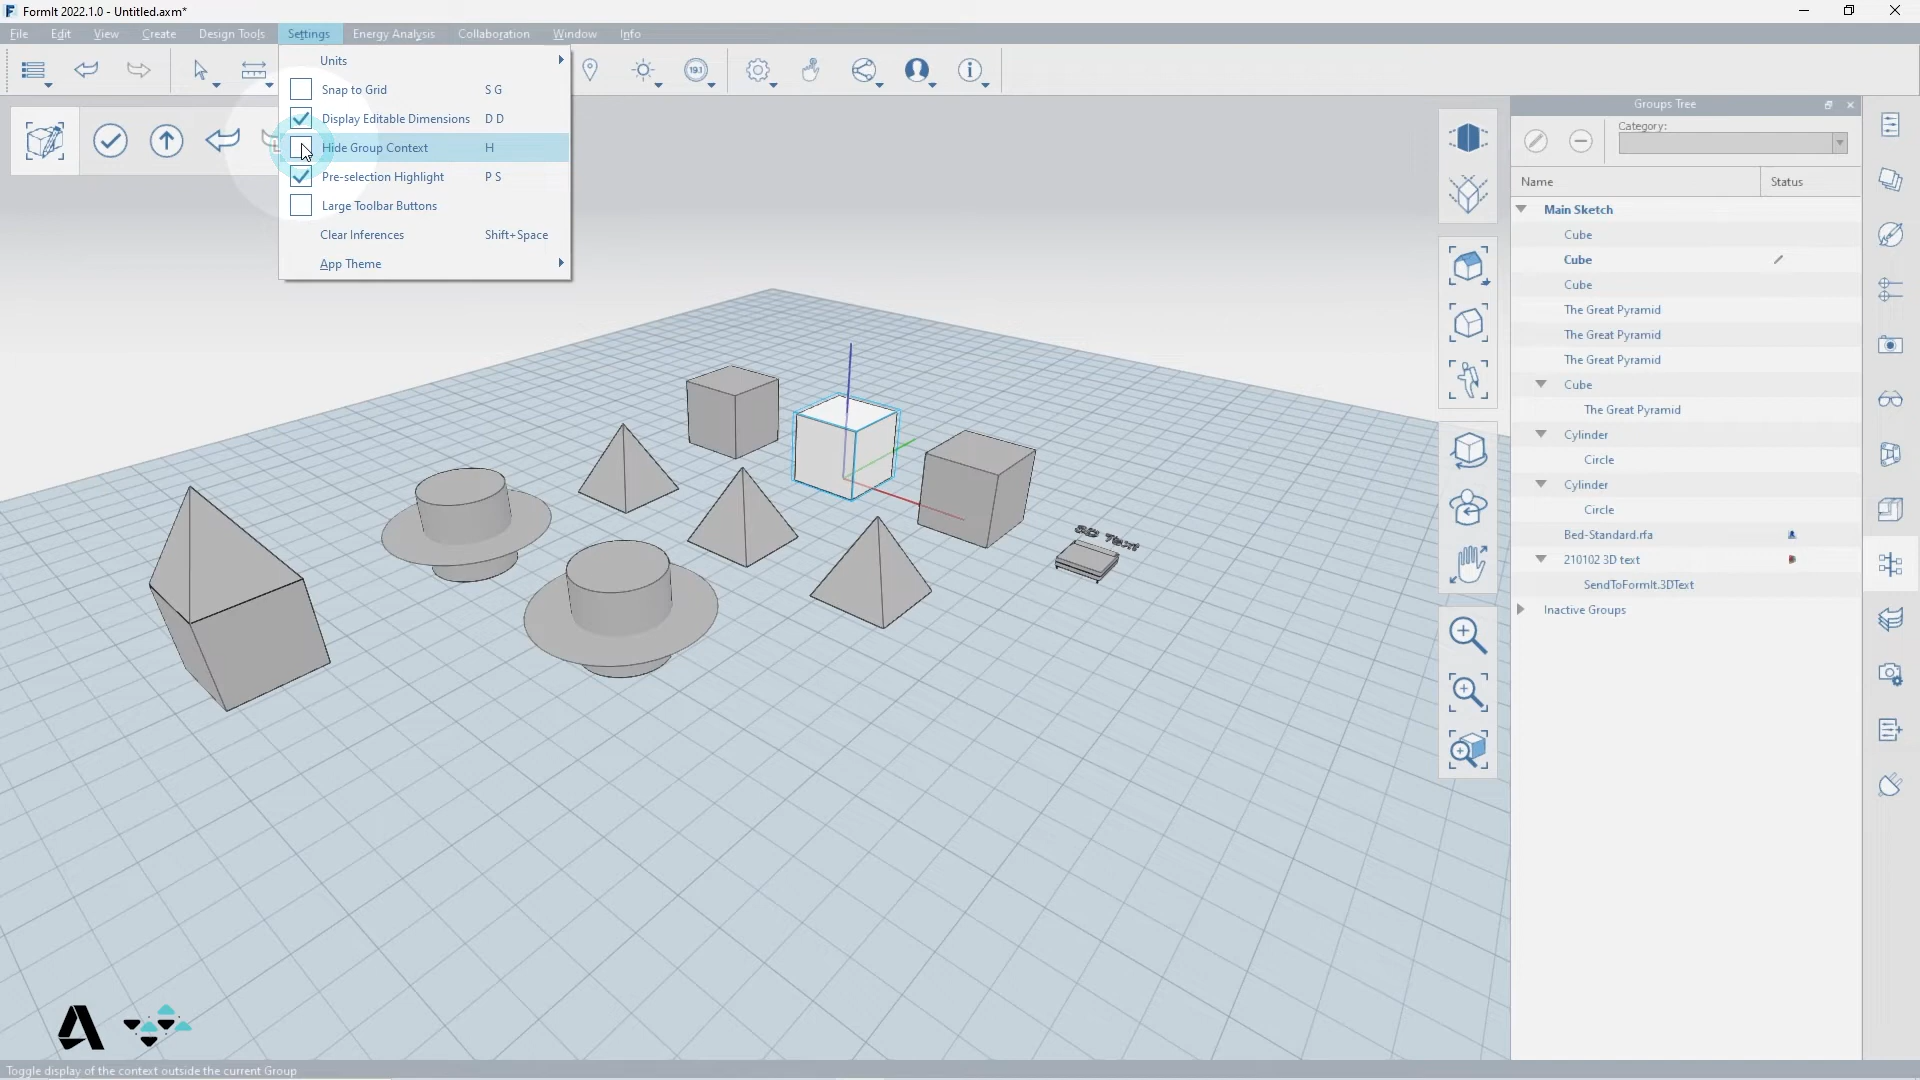 FormIt 2022.1.0 - Untitled.axm*
File Edit View Create Design Tools Settings Energy Analysis Collaboration Window Info
Units
Snap to Grid S G
Display Editable Dimensions D D
Hide Group Context H
Pre-selection Highlight P S
Large Toolbar Buttons
Clear Inferences Shift+Space
App Theme
19.1
3D Text
Groups Tree
Category:
Name Status
Main Sketch
Cube
Cube
Cube
The Great Pyramid
The Great Pyramid
The Great Pyramid
Cube
The Great Pyramid
Cylinder
Circle
Cylinder
Circle
Bed-Standard.rfa
210102 3D text
SendToFormIt.3DText
Inactive Groups
Toggle display of the context outside the current Group